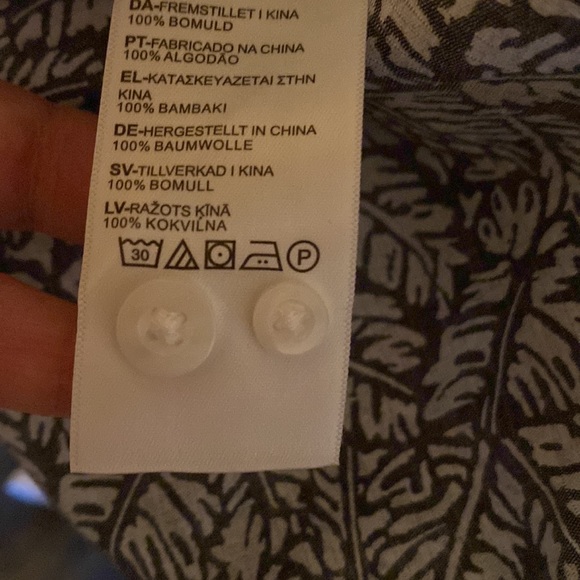 DA-FREMSTILLET I KINA
100% BOMULD
PT-FABRICADO NA CHINA
100% ALGODÃO
EL-ΚΑΤΑΣΚΕΥΑΖΕΤΑΙ ΣΤΗΝ
ΚΙΝΑ
100% ΒΑΜΒΑΚΙ
DE-HERGESTELLT IN CHINA
100% BAUMWOLLE
SV-TILLVERKAD I KINA
100% BOMULL
LV-RAŽOTS ĶĪNĀ
100% KOKVILNA
30 P